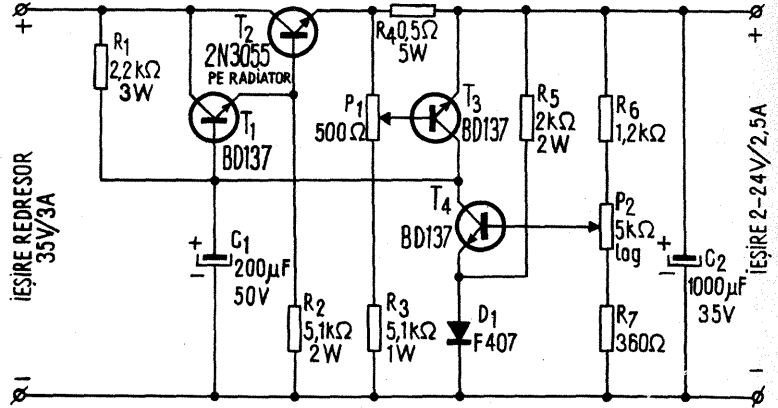 +
R1
2,2kΩ
3W
T2
2N3055
PE RADIATOR
R4 0,5Ω
5W
+
T1
BD137
P1
500Ω
T3
BD137
R5
2kΩ
2W
R6
1,2kΩ
IEȘIRE REDRESOR
35V/3A
IEȘIRE 2-24V/2,5A
T4
BD137
P2
5kΩ
log
+
-
C1
200µF
50V
+
-
C2
1000µF
35V
R2
5,1kΩ
2W
R3
5,1kΩ
1W
D1
F407
R7
360Ω
-
-